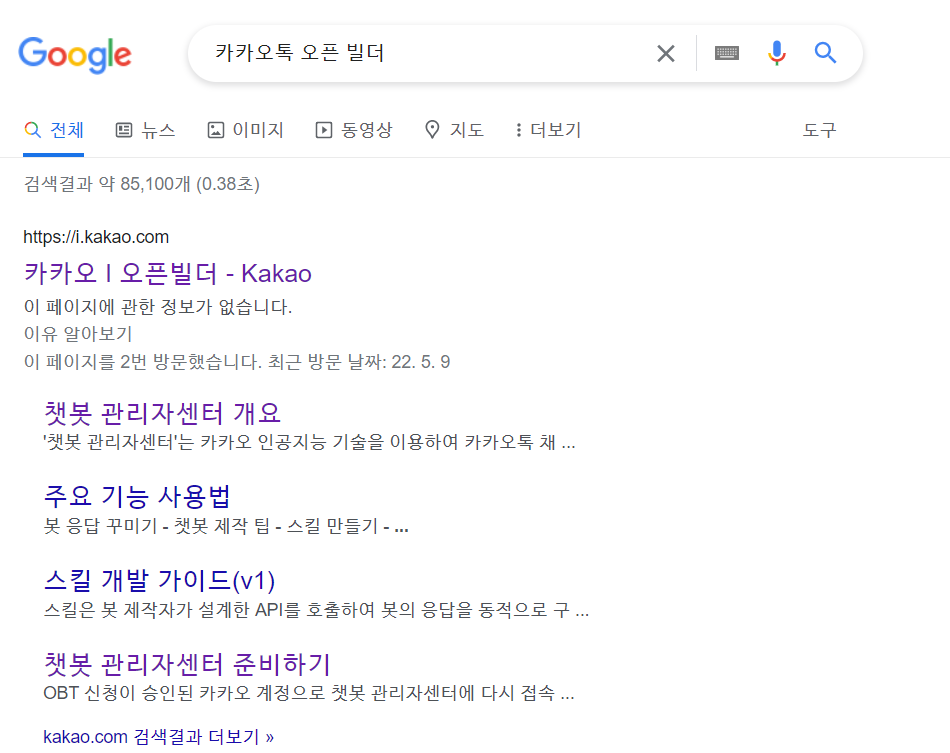 Google
카카오톡 오픈 빌더
전체 뉴스 이미지 동영상 지도 더보기 도구
검색결과 약 85,100개 (0.38초)
https://i.kakao.com
카카오 l 오픈빌더 - Kakao
이 페이지에 관한 정보가 없습니다.
이유 알아보기
이 페이지를 2번 방문했습니다. 최근 방문 날짜: 22. 5. 9
챗봇 관리자센터 개요
'챗봇 관리자센터'는 카카오 인공지능 기술을 이용하여 카카오톡 채 ...
주요 기능 사용법
봇 응답 꾸미기 - 챗봇 제작 팁 - 스킬 만들기 - ...
스킬 개발 가이드(v1)
스킬은 봇 제작자가 설계한 API를 호출하여 봇의 응답을 동적으로 구 ...
챗봇 관리자센터 준비하기
OBT 신청이 승인된 카카오 계정으로 챗봇 관리자센터에 다시 접속 ...
kakao.com 검색결과 더보기 »